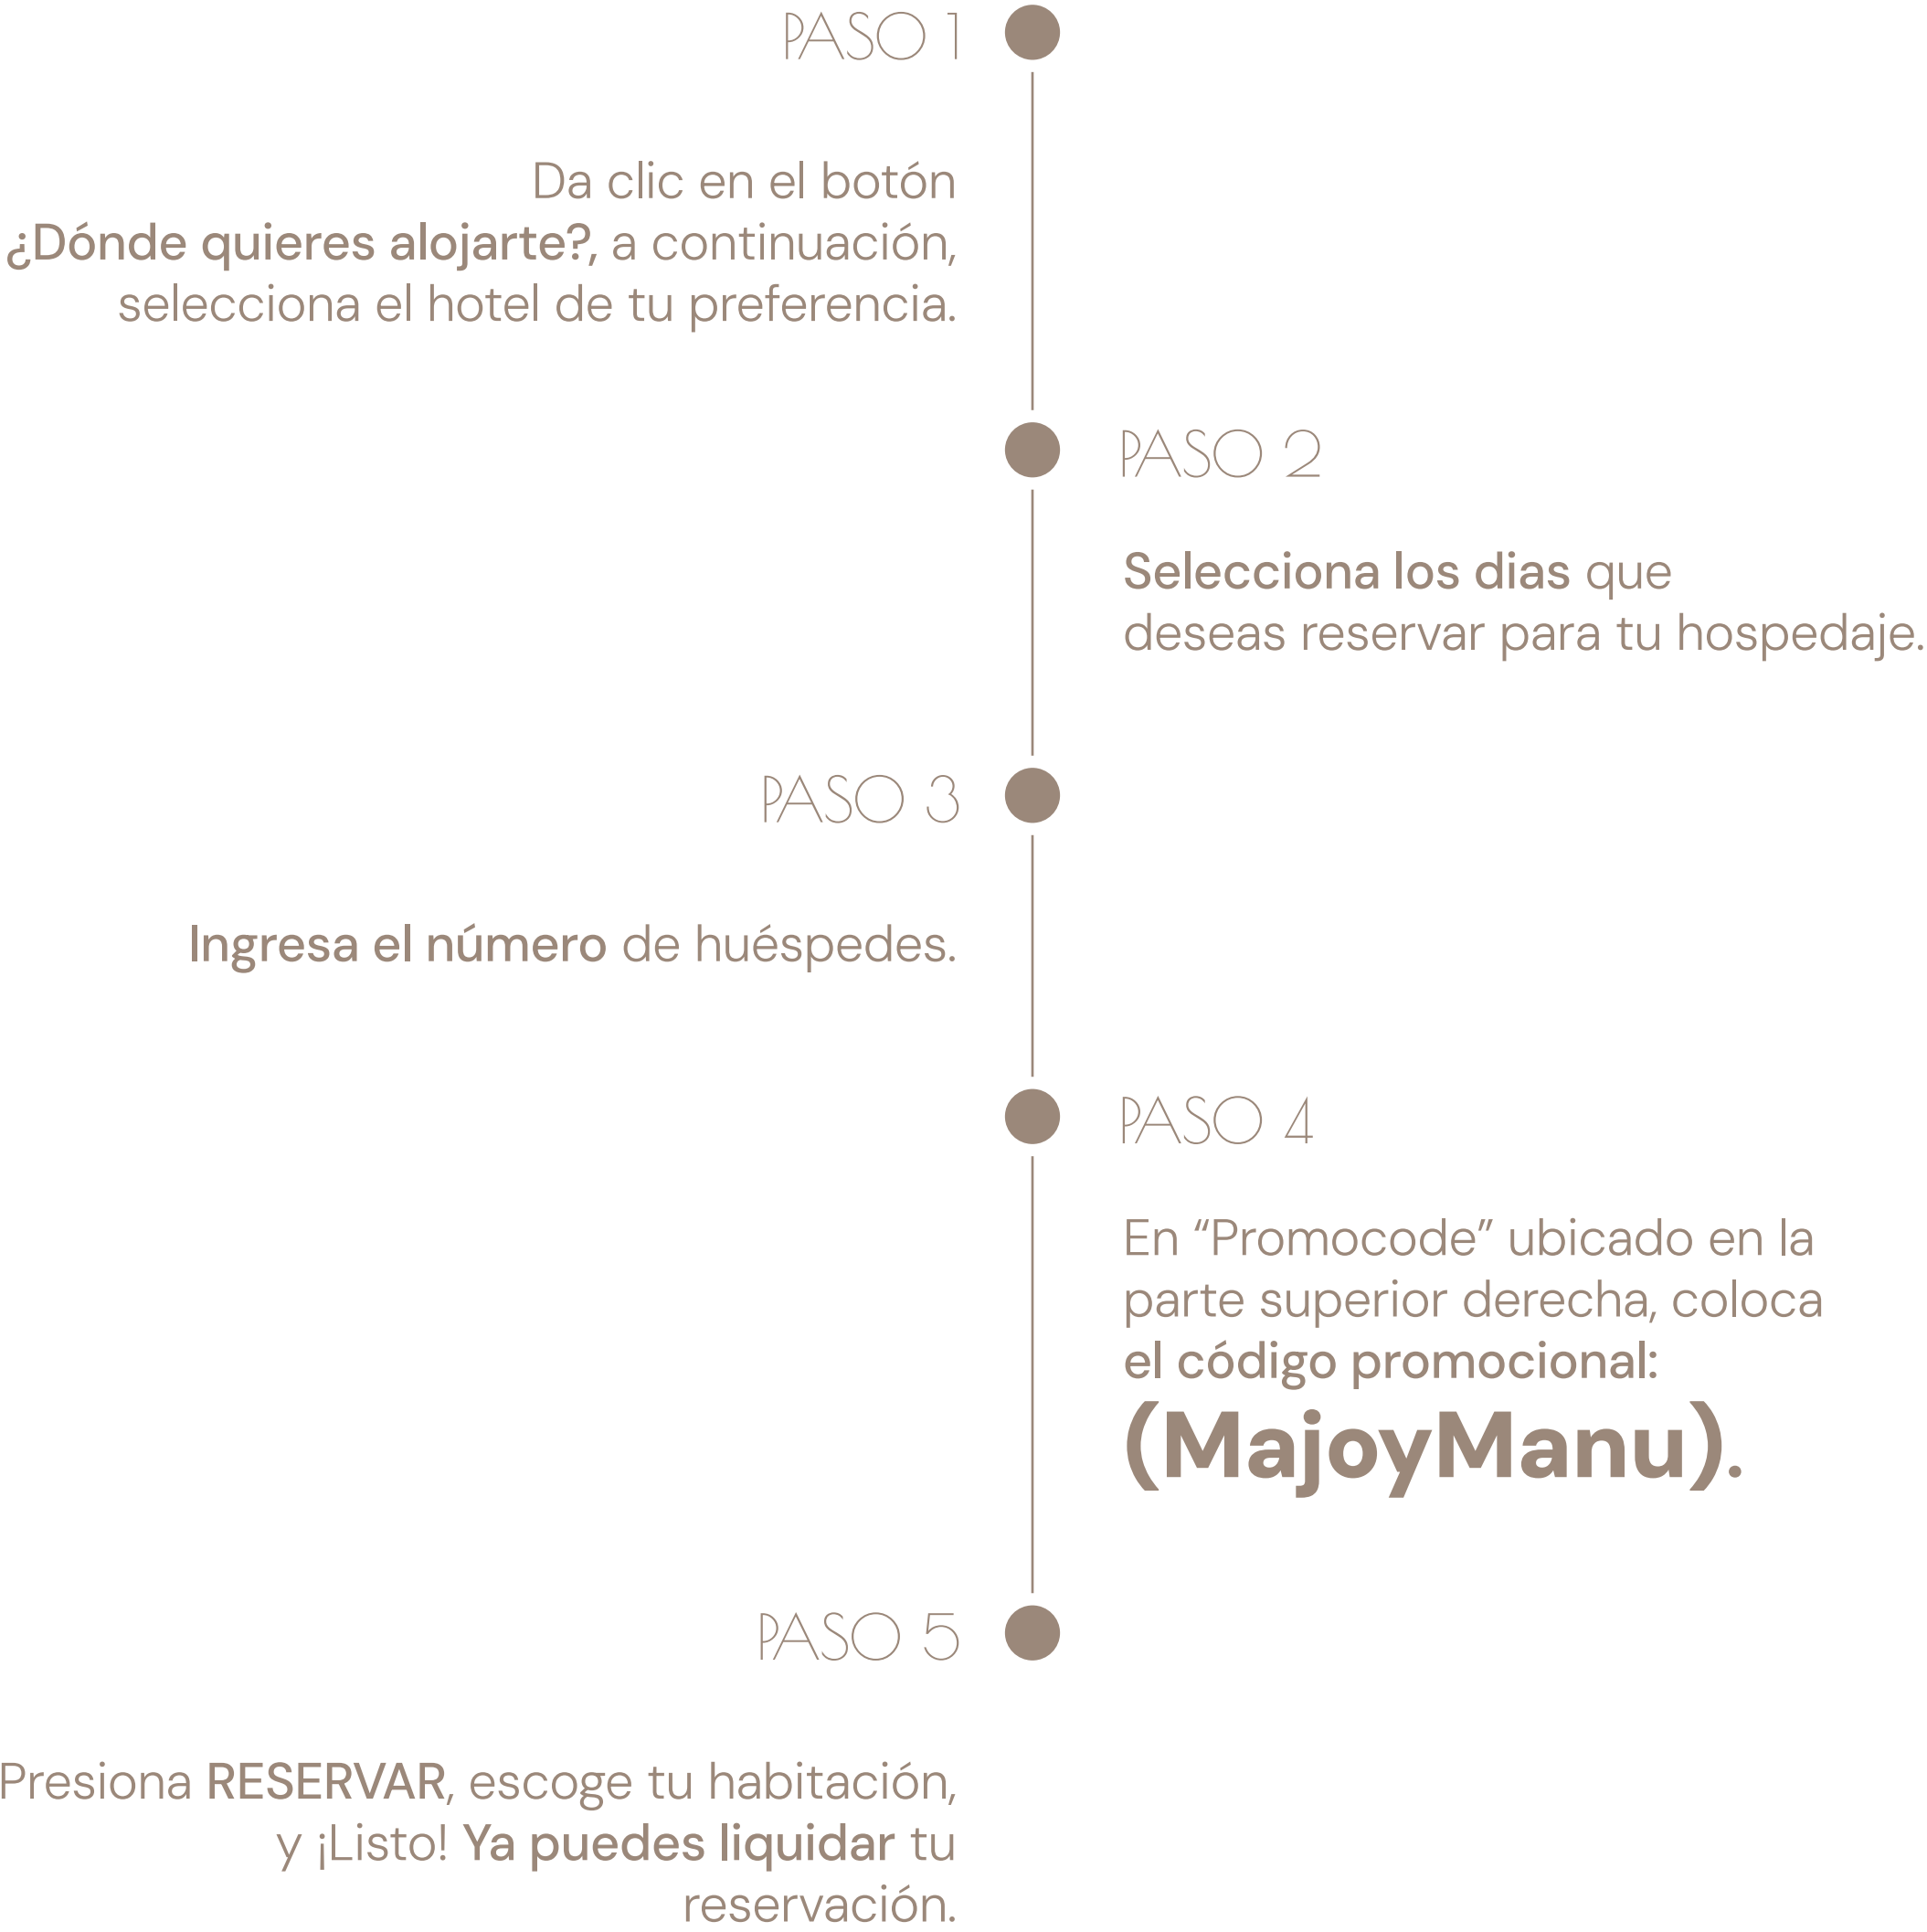 PASO 1
Da clic en el botón
¿Dónde quieres alojarte?, a continuación,
selecciona el hotel de tu preferencia.
PASO 2
Selecciona los dias que
deseas reservar para tu hospedaje.
PASO 3
Ingresa el número de huéspedes.
PASO 4
En “Promocode” ubicado en la
parte superior derecha, coloca
el código promocional:
(MajoyManu).
PASO 5
Presiona RESERVAR, escoge tu habitación,
y ¡Listo! Ya puedes liquidar tu
reservación.